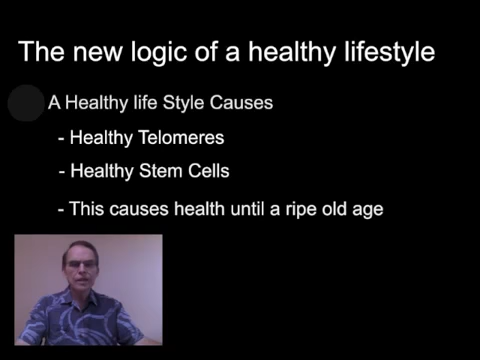 The new logic of a healthy lifestyle
A Healthy life Style Causes
- Healthy Telomeres
- Healthy Stem Cells
- This causes health until a ripe old age